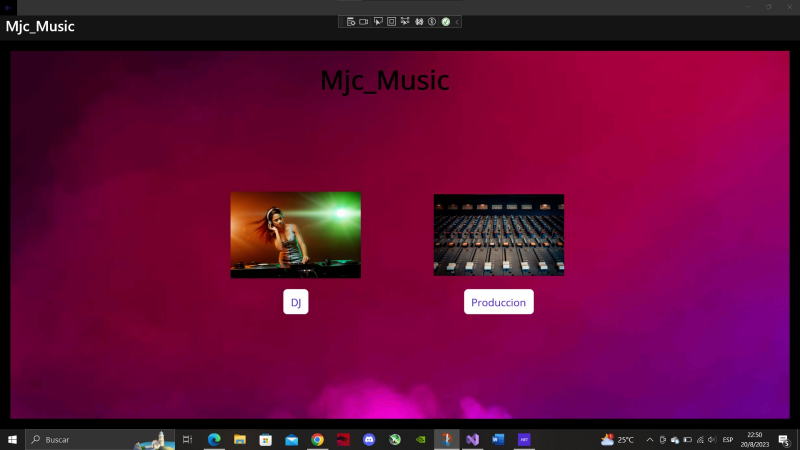 Mjc_Music
Mjc_Music
DJ
Produccion
Buscar
25°C
ESP
22:50
20/8/2023